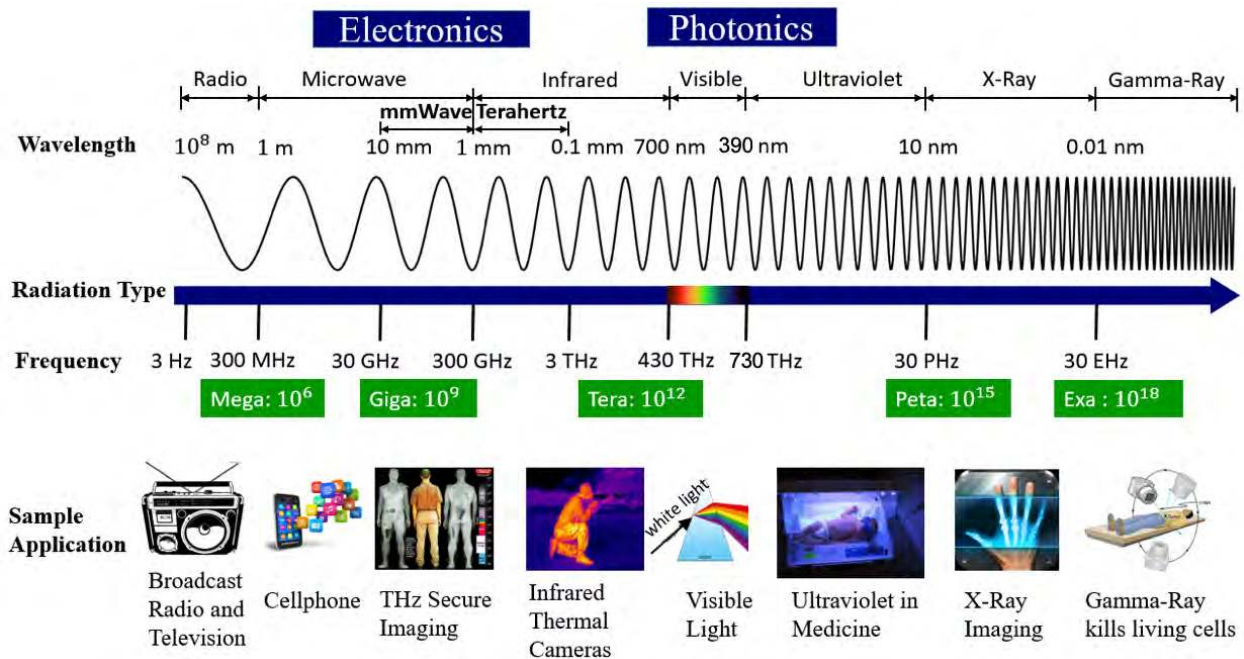 Electronics
Photonics
Radio
Microwave
Infrared
Visible
Ultraviolet
X-Ray
Gamma-Ray
mmWave
Terahertz
Wavelength
10⁸ m
1 m
10 mm
1 mm
0.1 mm
700 nm
390 nm
10 nm
0.01 nm
Radiation Type
Frequency
3 Hz
300 MHz
30 GHz
300 GHz
3 THz
430 THz
730 THz
30 PHz
30 EHz
Mega: 10⁶
Giga: 10⁹
Tera: 10¹²
Peta: 10¹⁵
Exa : 10¹⁸
Sample
Application
white light
Broadcast
Radio and
Television
Cellphone
THz Secure
Imaging
Infrared
Thermal
Cameras
Visible
Light
Ultraviolet in
Medicine
X-Ray
Imaging
Gamma-Ray
kills living cells